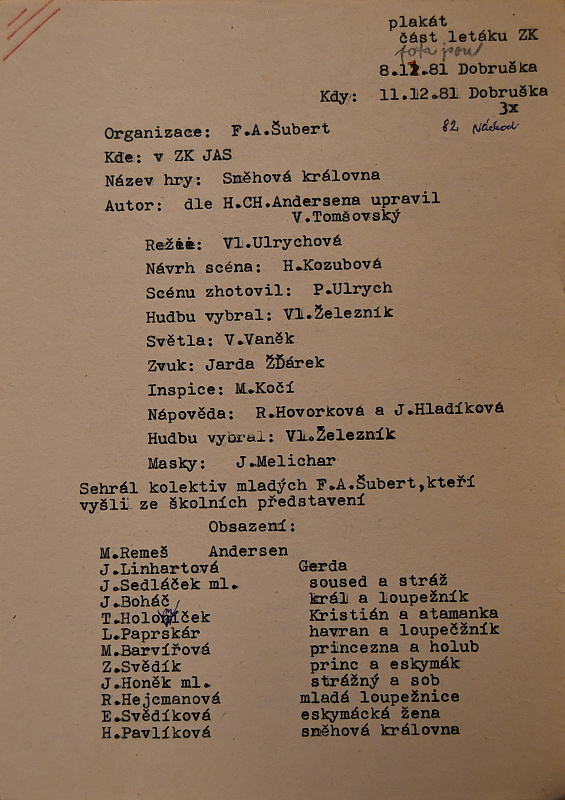 plakát
část letáku ZK
fota jsou
8.12.81 Dobruška
Kdy: 11.12.81 Dobruška
3x
82 Náchod
Organizace: F.A.Šubert
Kde: v ZK JAS
Název hry: Sněhová královna
Autor: dle H.CH.Andersena upravil
V.Tomšovský
Režie: Vl.Ulrychová
Návrh scéna: H.Kozubová
Scénu zhotovil: P.Ulrych
Hudbu vybral: Vl.Železník
Světla: V.Vaněk
Zvuk: Jarda ŽĎárek
Inspice: M.Kočí
Nápověda: R.Hovorková a J.Hladíková
Hudbu vybral: Vl.Železník
Masky: J.Melichar
Sehrál kolektiv mladých F.A.Šubert,kteří
vyšli ze školních představení
Obsazení:
M.Remeš Andersen
J.Linhartová Gerda
J.Sedláček ml. soused a stráž
J.Boháč král a loupežník
T. Kristián a atamanka
L.Paprskár havran a loupečžník
M.Barvířová princezna a holub
Z.Svědík princ a eskymák
J.Honěk ml. strážný a sob
R.Hejcmanová mladá loupežnice
E.Svědíková eskymácká žena
H.Pavlíková sněhová královna